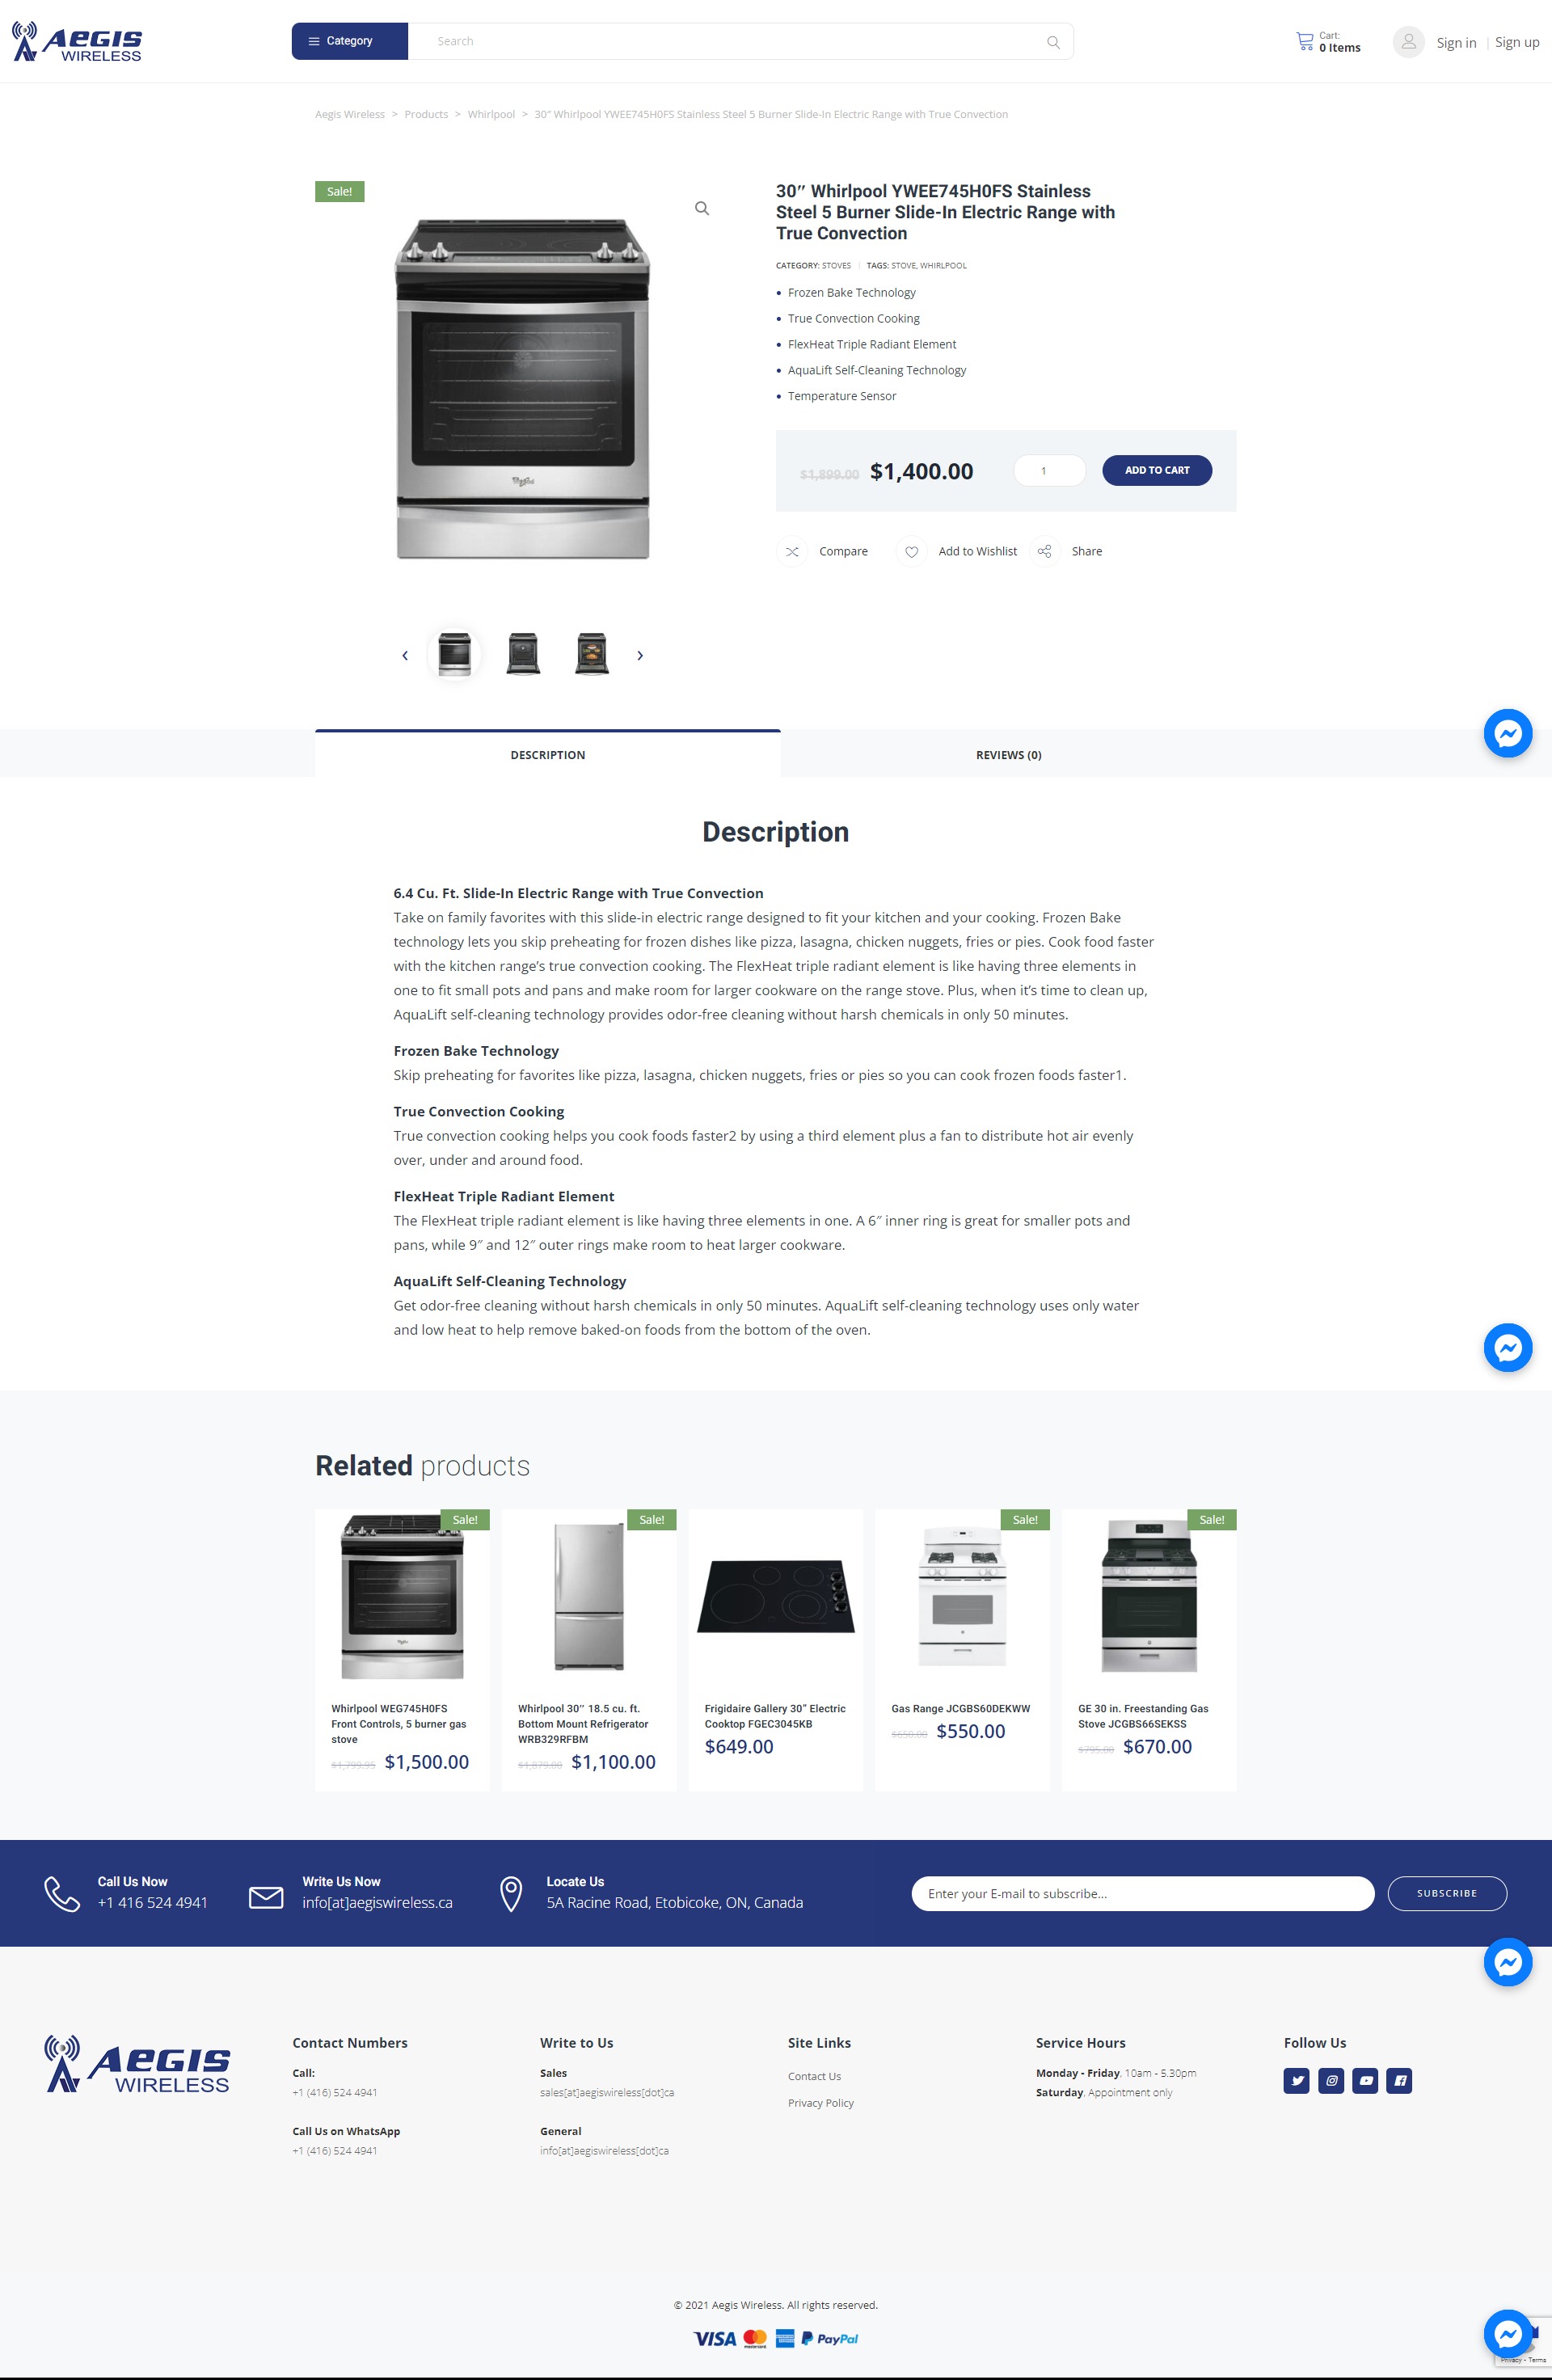 AEGIS
WIRELESS
Category
Search
Cart:
0 Items
Sign in | Sign up
Aegis Wireless > Products > Whirlpool > 30″ Whirlpool YWEE745H0FS Stainless Steel 5 Burner Slide-In Electric Range with True Convection
Sale!
30″ Whirlpool YWEE745H0FS Stainless
Steel 5 Burner Slide-In Electric Range with
True Convection
CATEGORY: STOVES | TAGS: STOVE, WHIRLPOOL
• Frozen Bake Technology
• True Convection Cooking
• FlexHeat Triple Radiant Element
• AquaLift Self-Cleaning Technology
• Temperature Sensor
$1,899.00 $1,400.00 1 ADD TO CART
Compare Add to Wishlist Share
DESCRIPTION REVIEWS (0)
Description
6.4 Cu. Ft. Slide-In Electric Range with True Convection
Take on family favorites with this slide-in electric range designed to fit your kitchen and your cooking. Frozen Bake
technology lets you skip preheating for frozen dishes like pizza, lasagna, chicken nuggets, fries or pies. Cook food faster
with the kitchen range’s true convection cooking. The FlexHeat triple radiant element is like having three elements in
one to fit small pots and pans and make room for larger cookware on the range stove. Plus, when it’s time to clean up,
AquaLift self-cleaning technology provides odor-free cleaning without harsh chemicals in only 50 minutes.
Frozen Bake Technology
Skip preheating for favorites like pizza, lasagna, chicken nuggets, fries or pies so you can cook frozen foods faster1.
True Convection Cooking
True convection cooking helps you cook foods faster2 by using a third element plus a fan to distribute hot air evenly
over, under and around food.
FlexHeat Triple Radiant Element
The FlexHeat triple radiant element is like having three elements in one. A 6″ inner ring is great for smaller pots and
pans, while 9″ and 12″ outer rings make room to heat larger cookware.
AquaLift Self-Cleaning Technology
Get odor-free cleaning without harsh chemicals in only 50 minutes. AquaLift self-cleaning technology uses only water
and low heat to help remove baked-on foods from the bottom of the oven.
Related products
Sale!
Whirlpool WEG745H0FS
Front Controls, 5 burner gas
stove
$1,799.95 $1,500.00
Sale!
Whirlpool 30″ 18.5 cu. ft.
Bottom Mount Refrigerator
WRB329RFBM
$1,879.00 $1,100.00
Frigidaire Gallery 30” Electric
Cooktop FGEC3045KB
$649.00
Sale!
Gas Range JCGBS60DEKWW
$650.00 $550.00
Sale!
GE 30 in. Freestanding Gas
Stove JCGBS66SEKSS
$795.00 $670.00
Call Us Now
+1 416 524 4941
Write Us Now
info[at]aegiswireless.ca
Locate Us
5A Racine Road, Etobicoke, ON, Canada
Enter your E-mail to subscribe...
SUBSCRIBE
AEGIS
WIRELESS
Contact Numbers
Call:
+1 (416) 524 4941
Call Us on WhatsApp
+1 (416) 524 4941
Write to Us
Sales
sales[at]aegiswireless[dot]ca
General
info[at]aegiswireless[dot]ca
Site Links
Contact Us
Privacy Policy
Service Hours
Monday - Friday, 10am - 5.30pm
Saturday, Appointment only
Follow Us
© 2021 Aegis Wireless. All rights reserved.
VISA mastercard PayPal
Privacy - Terms